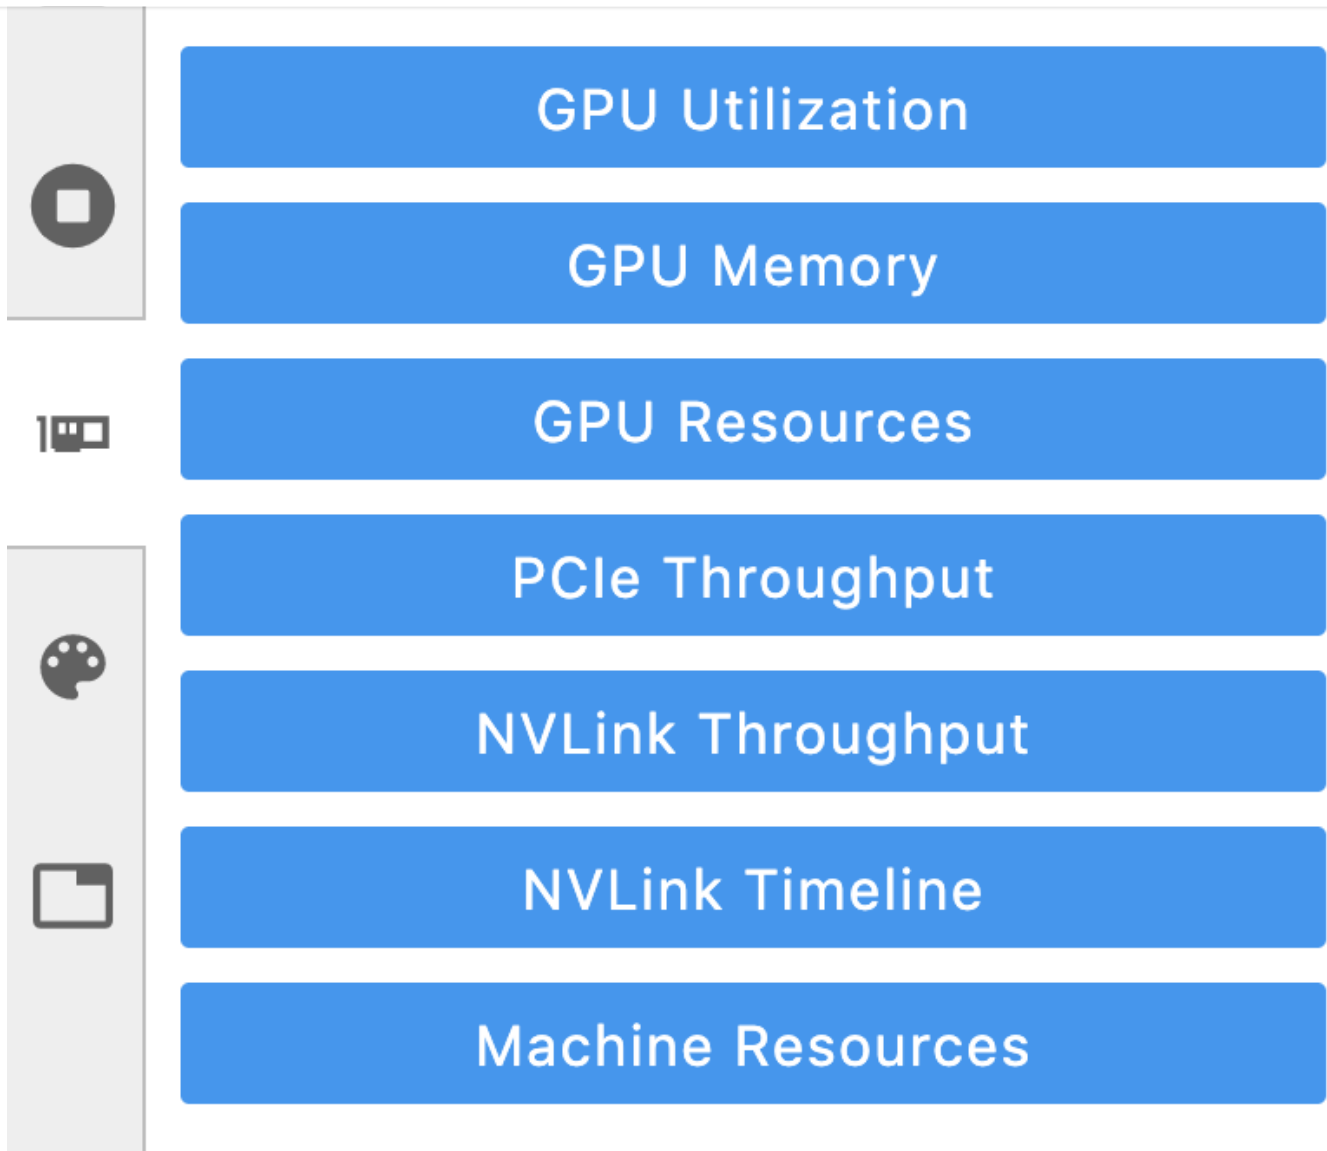 GPU Utilization
GPU Memory
GPU Resources
PCIe Throughput
NVLink Throughput
NVLink Timeline
Machine Resources